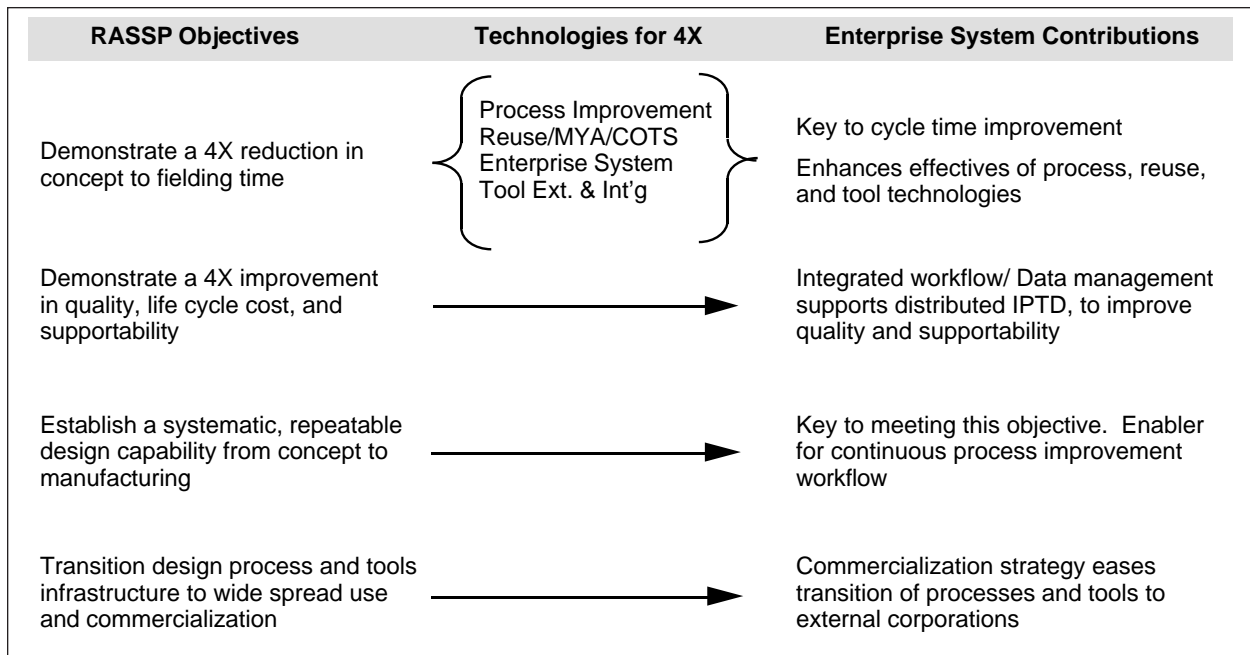 RASSP Objectives
Technologies for 4X
Enterprise System Contributions
Demonstrate a 4X reduction in
concept to fielding time
Process Improvement
Reuse/MYA/COTS
Enterprise System
Tool Ext. & Int'g
Key to cycle time improvement
Enhances effectives of process, reuse,
and tool technologies
Demonstrate a 4X improvement
in quality, life cycle cost, and
supportability
Integrated workflow/ Data management
supports distributed IPTD, to improve
quality and supportability
Establish a systematic, repeatable
design capability from concept to
manufacturing
Key to meeting this objective.  Enabler
for continuous process improvement
workflow
Transition design process and tools
infrastructure to wide spread use
and commercialization
Commercialization strategy eases
transition of processes and tools to
external corporations